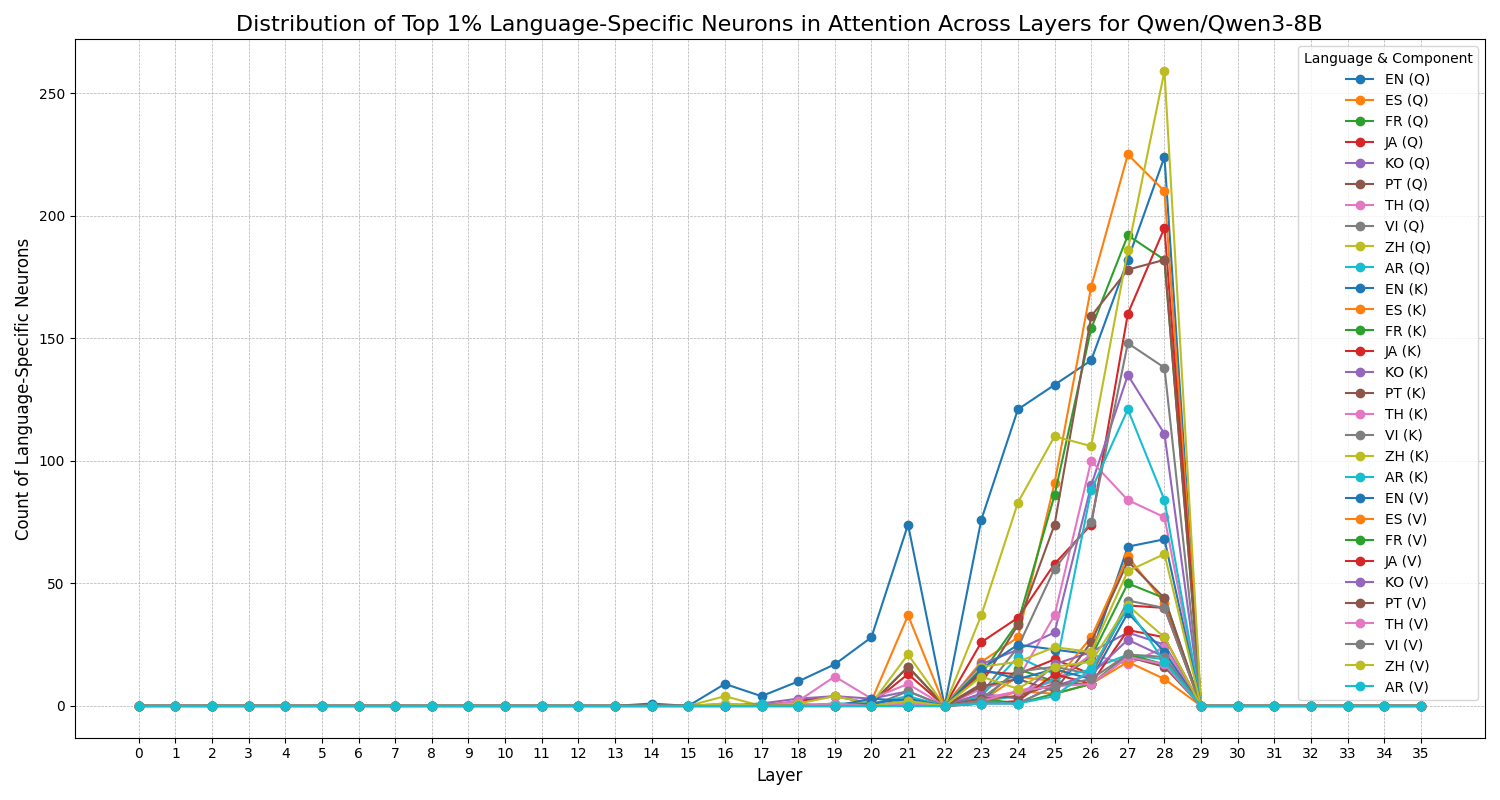 Distribution of Top 1% Language-Specific Neurons in Attention Across Layers for Qwen/Qwen3-8B
Count of Language-Specific Neurons
250
200
150
100
50
0
0 1 2 3 4 5 6 7 8 9 10 11 12 13 14 15 16 17 18 19 20 21 22 23 24 25 26 27 28 29 30 31 32 33 34 35
Layer
Language & Component
EN (Q)
ES (Q)
FR (Q)
JA (Q)
KO (Q)
PT (Q)
TH (Q)
VI (Q)
ZH (Q)
AR (Q)
EN (K)
ES (K)
FR (K)
JA (K)
KO (K)
PT (K)
TH (K)
VI (K)
ZH (K)
AR (K)
EN (V)
ES (V)
FR (V)
JA (V)
KO (V)
PT (V)
TH (V)
VI (V)
ZH (V)
AR (V)